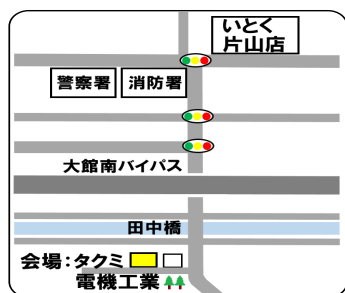 いとく
片山店
警察署 消防署
大館南バイパス
田中橋
会場:タクミ
電機工業